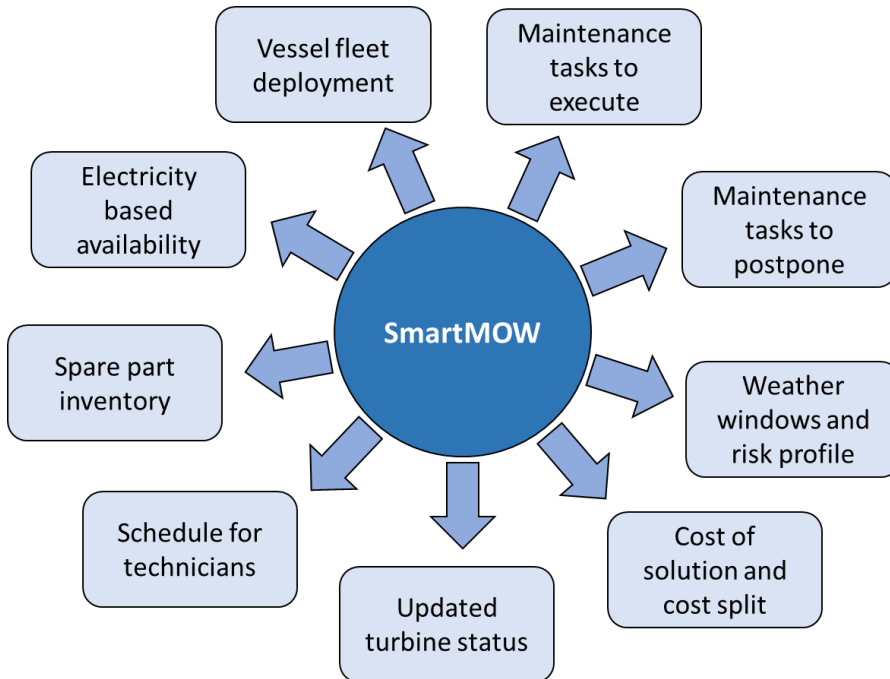 Vessel fleet
deployment
Maintenance
tasks to
execute
Electricity
based
availability
Maintenance
tasks to
postpone
SmartMOW
Spare part
inventory
Weather
windows and
risk profile
Schedule for
technicians
Cost of
solution and
cost split
Updated
turbine status